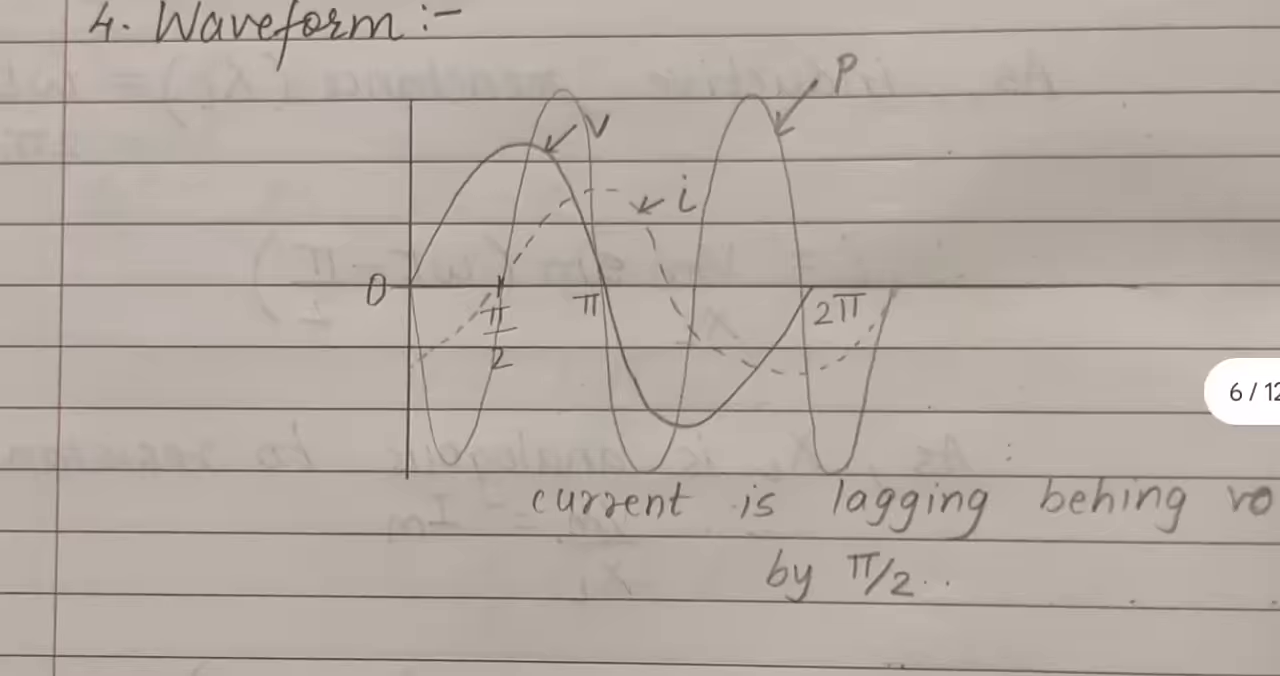 4. Waveform :-
P
V
i
0
π/2
π
2π
6 / 12
current is lagging behing vo
by π/2..